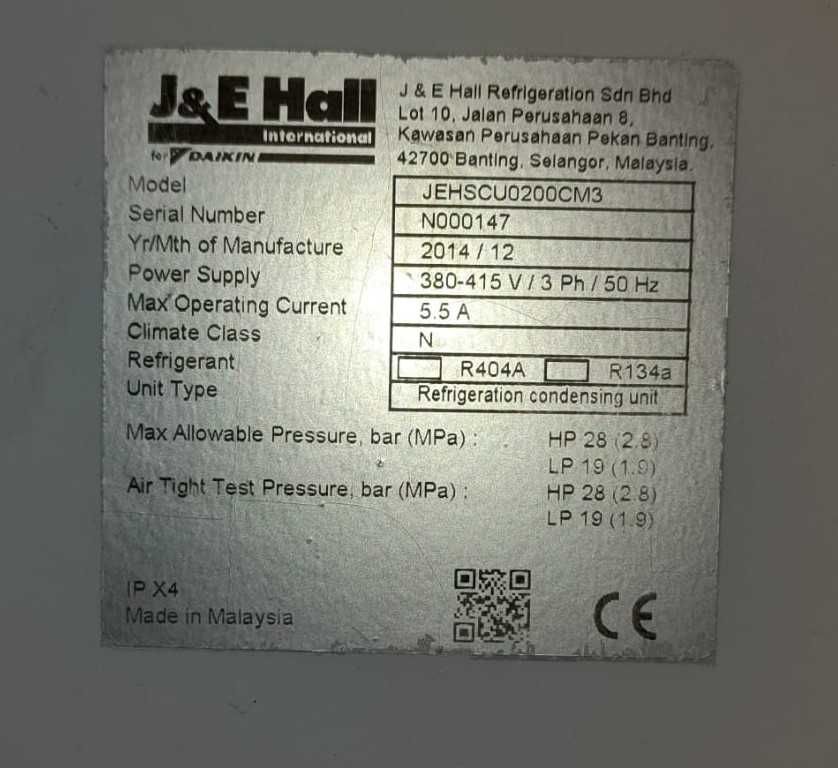 J&E Hall
International
for DAIKIN
J & E Hall Refrigeration Sdn Bhd
Lot 10, Jalan Perusahaan 8,
Kawasan Perusahaan Pekan Banting,
42700 Banting, Selangor, Malaysia.
Model JEHSCU0200CM3
Serial Number N000147
Yr/Mth of Manufacture 2014 / 12
Power Supply 380-415 V / 3 Ph / 50 Hz
Max Operating Current 5.5 A
Climate Class N
Refrigerant R404A R134a
Unit Type Refrigeration condensing unit
Max Allowable Pressure, bar (MPa) : HP 28 (2.8)
LP 19 (1.9)
Air Tight Test Pressure, bar (MPa) : HP 28 (2.8)
LP 19 (1.9)
IP X4
Made in Malaysia
CE